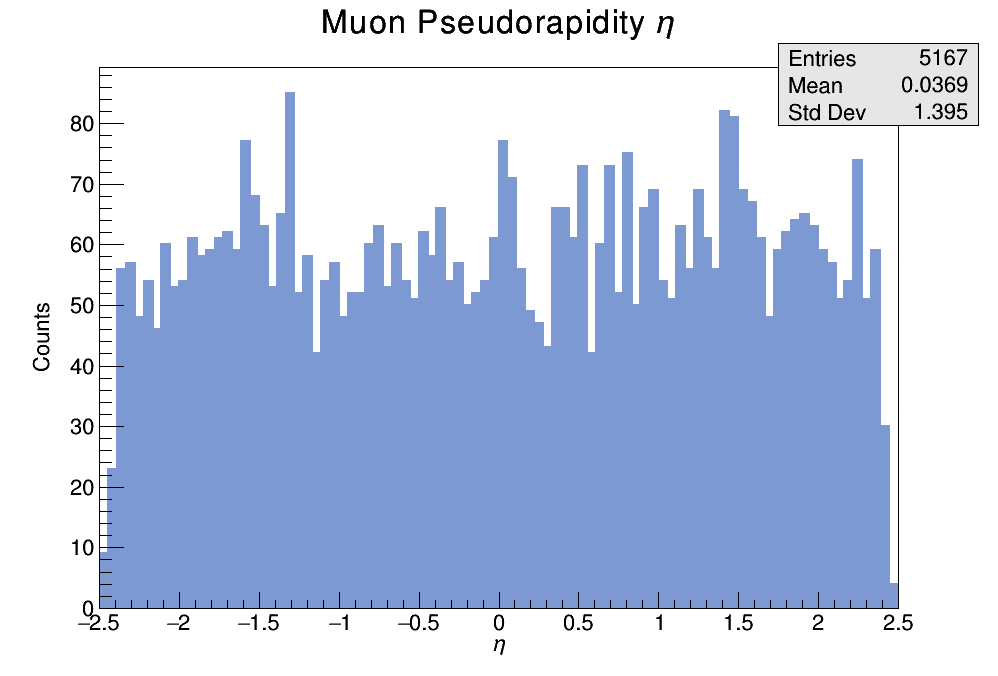 Muon Pseudorapidity η
Entries 5167
Mean 0.0369
Std Dev 1.395
Counts
80
70
60
50
40
30
20
10
0
−2.5 −2 −1.5 −1 −0.5 0 0.5 1 1.5 2 2.5
η